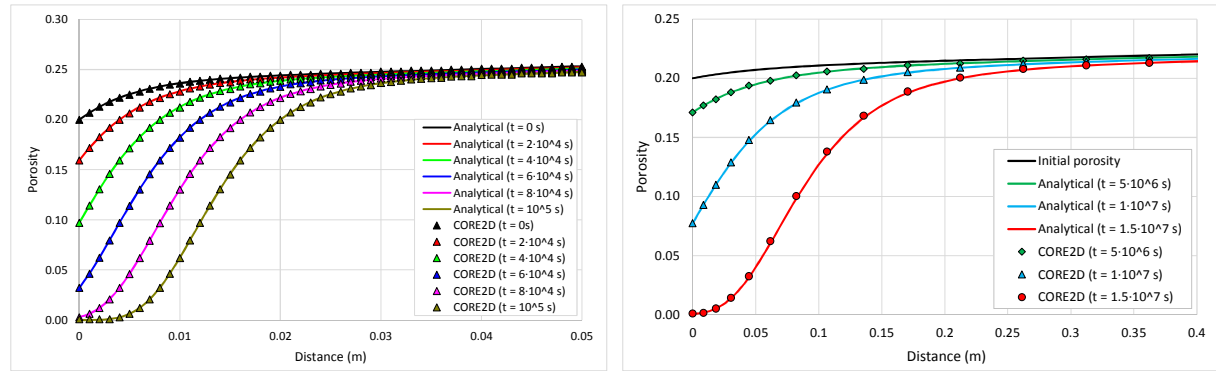 0.30
0.25
0.20
0.15
0.10
0.05
0.00
Porosity
0
0.01
0.02
0.03
0.04
0.05
Distance (m)
Analytical (t = 0 s)
Analytical (t = 2·10^4 s)
Analytical (t = 4·10^4 s)
Analytical (t = 6·10^4 s)
Analytical (t = 8·10^4 s)
Analytical (t = 10^5 s)
CORE2D (t = 0s)
CORE2D (t = 2·10^4 s)
CORE2D (t = 4·10^4 s)
CORE2D (t = 6·10^4 s)
CORE2D (t = 8·10^4 s)
CORE2D (t = 10^5 s)
0.25
0.20
0.15
0.10
0.05
0.00
Porosity
0
0.05
0.1
0.15
0.2
0.25
0.3
0.35
0.4
Distance (m)
Initial porosity
Analytical (t = 5·10^6 s)
Analytical (t = 1·10^7 s)
Analytical (t = 1.5·10^7 s)
CORE2D (t = 5·10^6 s)
CORE2D (t = 1·10^7 s)
CORE2D (t = 1.5·10^7 s)